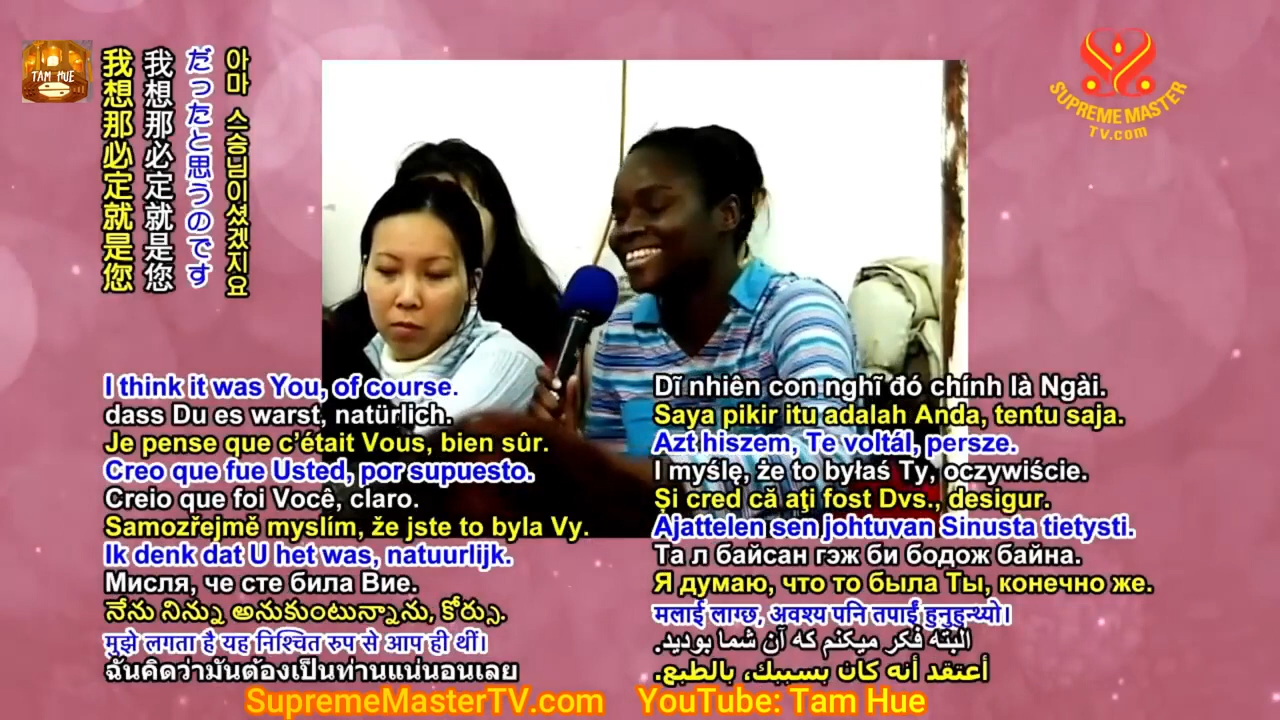 TAM HUE
我想那必定就是您
我想那必定就是您
だったと思うのです
아마 스승님이셨겠지요
SUPREME MASTER
TV.com
I think it was You, of course.
dass Du es warst, natürlich.
Je pense que c’était Vous, bien sûr.
Creo que fue Usted, por supuesto.
Creio que foi Você, claro.
Samozřejmě myslím, že jste to byla Vy.
Ik denk dat U het was, natuurlijk.
Мисля, че сте била Вие.
నేను నిన్ను అనుకుంటున్నాను, కోర్సు.
मुझे लगता है यह निश्चित रुप से आप ही थीं।
ฉันคิดว่ามันต้องเป็นท่านแน่นอนเลย
Dĩ nhiên con nghĩ đó chính là Ngài.
Saya pikir itu adalah Anda, tentu saja.
Azt hiszem, Te voltál, persze.
I myślę, że to byłaś Ty, oczywiście.
Și cred că ați fost Dvs., desigur.
Ajattelen sen johtuvan Sinusta tietysti.
Та л байсан гэж би бодож байна.
Я думаю, что то была Ты, конечно же.
मलाई लाग्छ, अवश्य पनि तपाईं हुनुहुन्थ्यो।
البته فکر میکنم که آن شما بودید.
أعتقد أنه كان بسببك، بالطبع.
SupremeMasterTV.com YouTube: Tam Hue